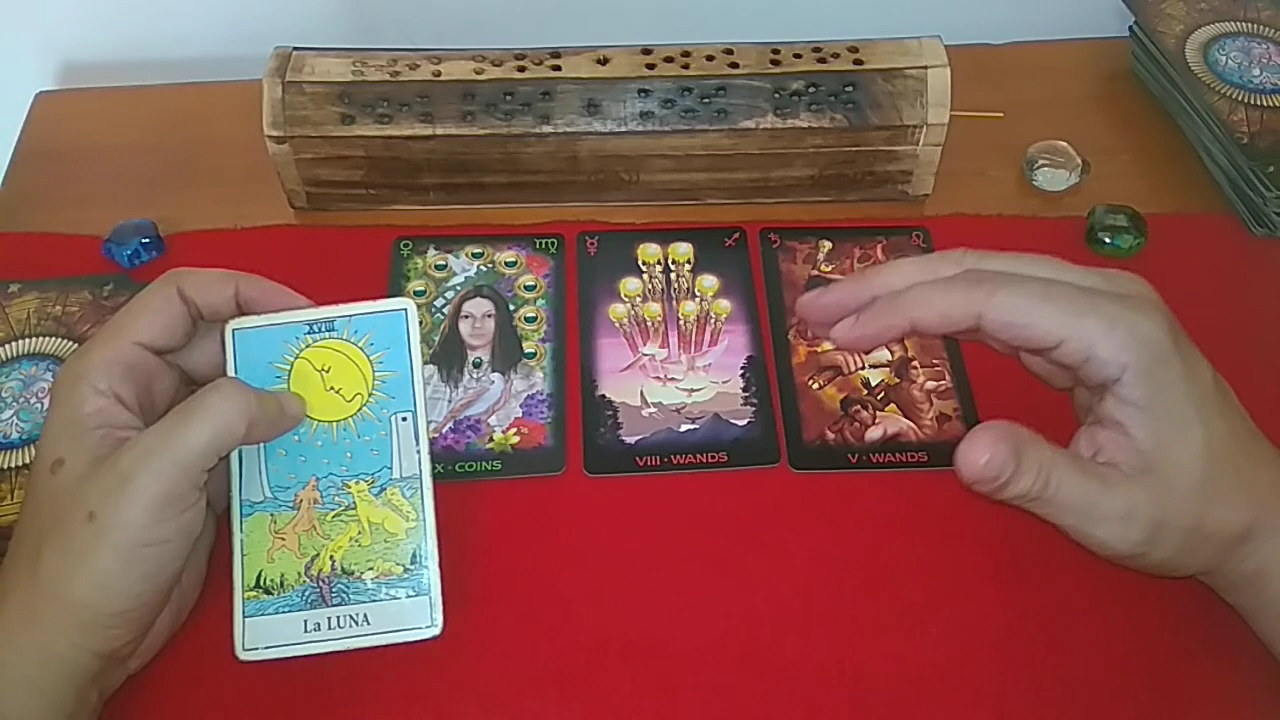 XVIII
X • COINS
VIII • WANDS
V • WANDS
La LUNA